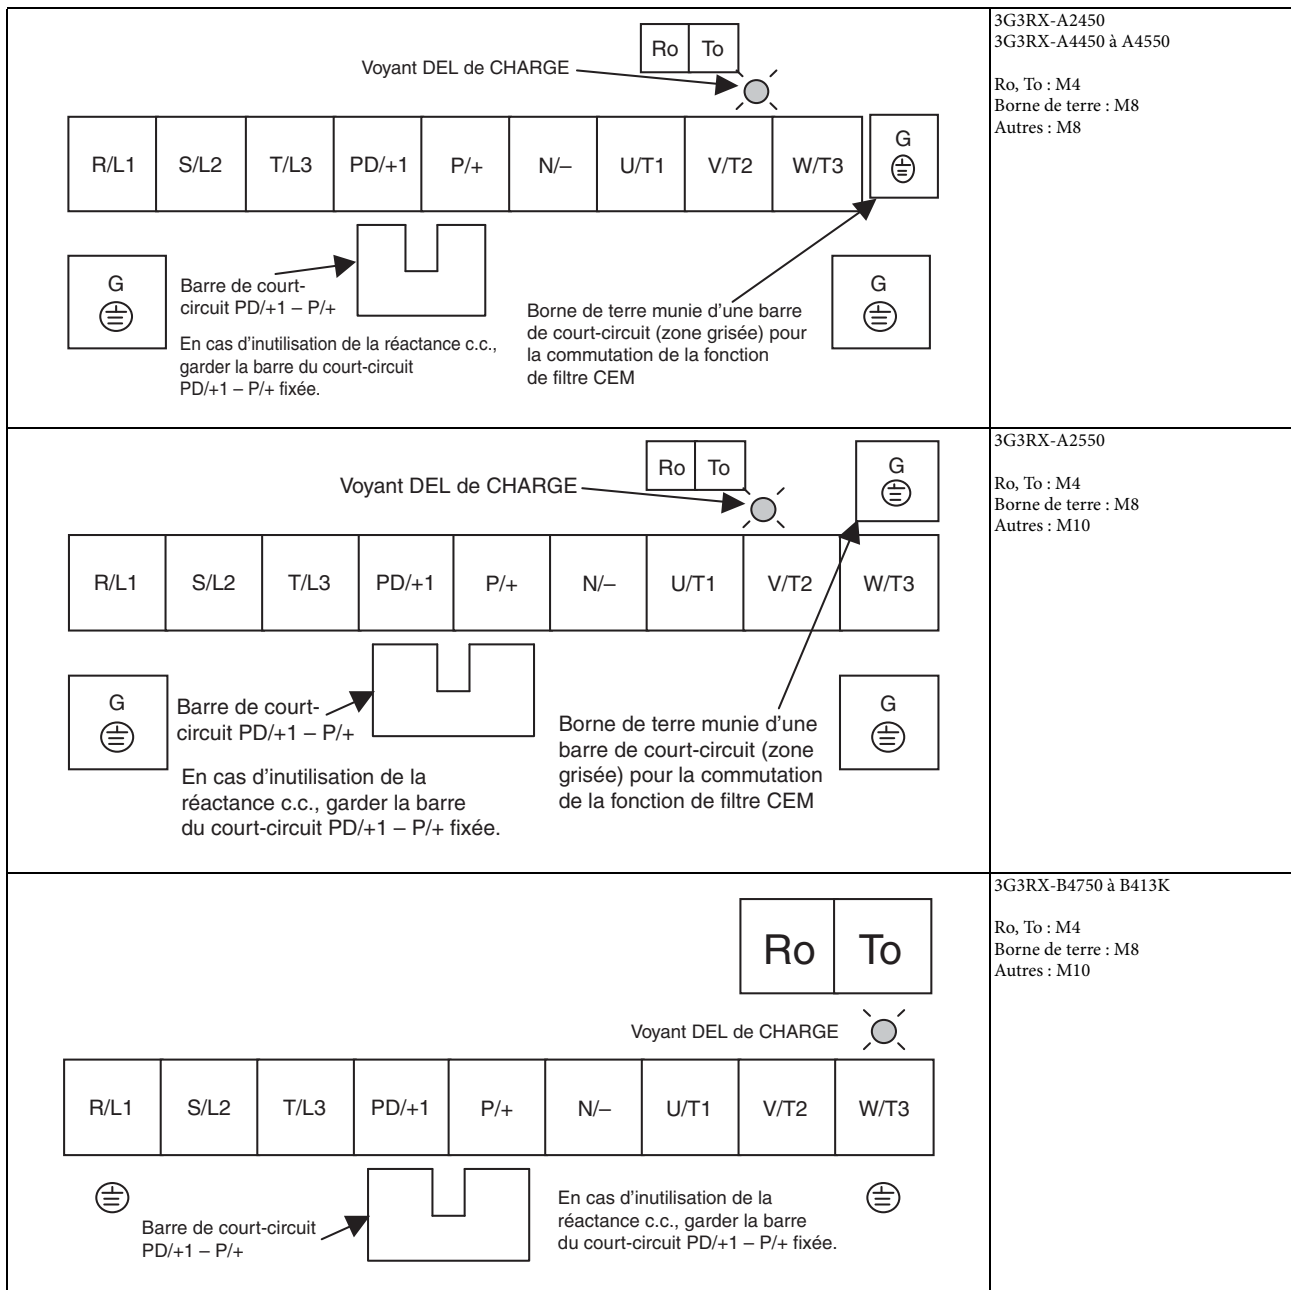 Ro To
Voyant DEL de CHARGE
R/L1 S/L2 T/L3 PD/+1 P/+ N/– U/T1 V/T2 W/T3 G
G
Barre de court-
circuit PD/+1 – P/+
En cas d'inutilisation de la réactance c.c.,
garder la barre du court-circuit
PD/+1 – P/+ fixée.
Borne de terre munie d'une barre
de court-circuit (zone grisée) pour
la commutation de la fonction
de filtre CEM
G
3G3RX-A2450
3G3RX-A4450 à A4550
Ro, To : M4
Borne de terre : M8
Autres : M8
Ro To
G
Voyant DEL de CHARGE
R/L1 S/L2 T/L3 PD/+1 P/+ N/– U/T1 V/T2 W/T3
G
Barre de court-
circuit PD/+1 – P/+
En cas d'inutilisation de la
réactance c.c., garder la barre
du court-circuit PD/+1 – P/+ fixée.
Borne de terre munie d'une
barre de court-circuit (zone
grisée) pour la commutation
de la fonction de filtre CEM
G
3G3RX-A2550
Ro, To : M4
Borne de terre : M8
Autres : M10
Ro To
Voyant DEL de CHARGE
R/L1 S/L2 T/L3 PD/+1 P/+ N/– U/T1 V/T2 W/T3
Barre de court-circuit
PD/+1 – P/+
En cas d'inutilisation de la
réactance c.c., garder la barre
du court-circuit PD/+1 – P/+ fixée.
3G3RX-B4750 à B413K
Ro, To : M4
Borne de terre : M8
Autres : M10